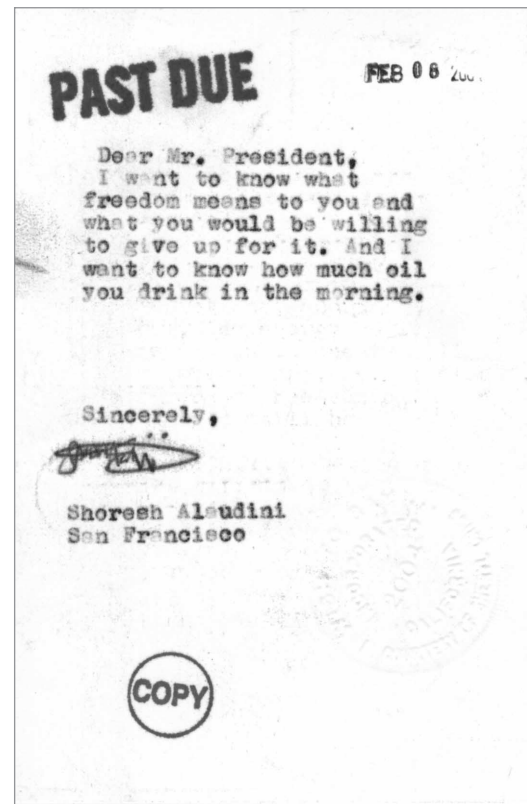 PAST DUE
FEB 08
Dear Mr. President,
I want to know what
freedom means to you and
what you would be willing
to give up for it. And I
want to know how much oil
you drink in the morning.
Sincerely,
Shoresh Alaudini
San Francisco
COPY